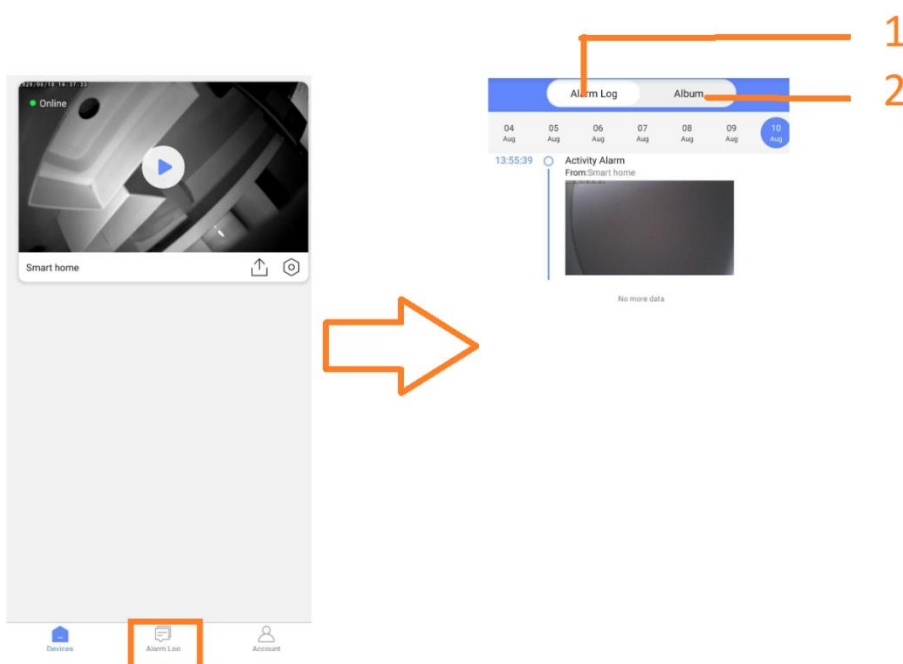 1
2
Online
Smart home
Devices
Alarm Log
Account
Alarm Log
Album
04 05 06 07 08 09 10
Aug Aug Aug Aug Aug Aug Aug
13:55:39
Activity Alarm
From:Smart home
No more data